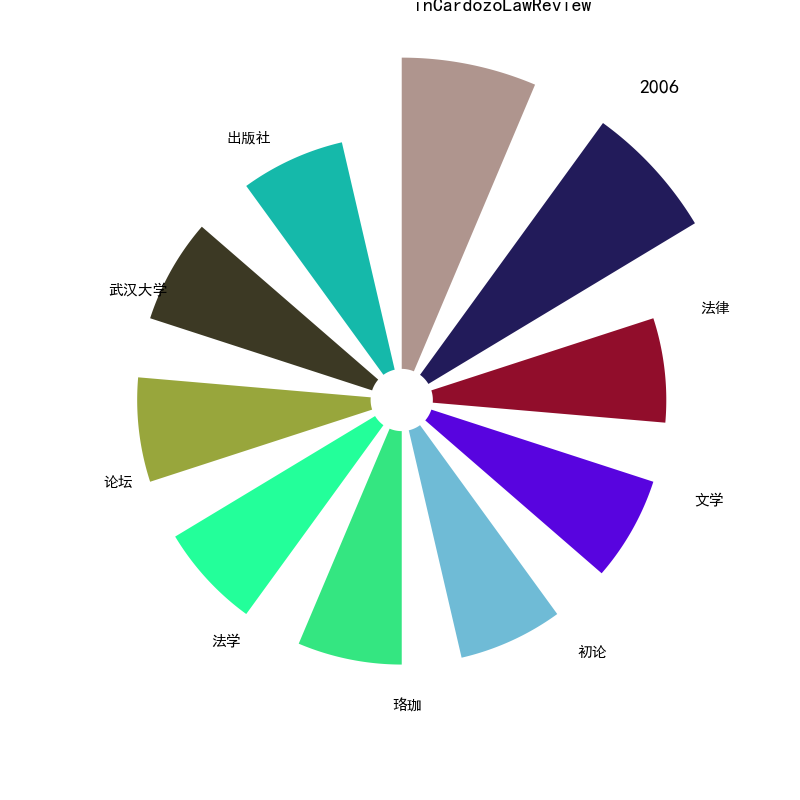 inCardozoLawReview
2006
法律
文学
初论
珞珈
法学
论坛
武汉大学
出版社